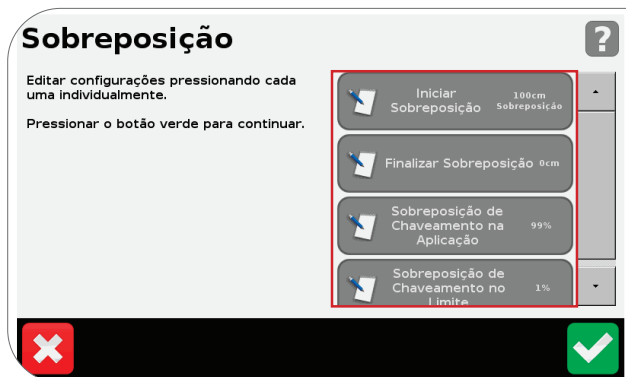 Sobreposição
?
Editar configurações pressionando cada
uma individualmente.
Pressionar o botão verde para continuar.
Iniciar
Sobreposição
100cm
Sobreposição
Finalizar Sobreposição 0cm
Sobreposição de
Chaveamento na
Aplicação
99%
Sobreposição de
Chaveamento no
Limite
1%